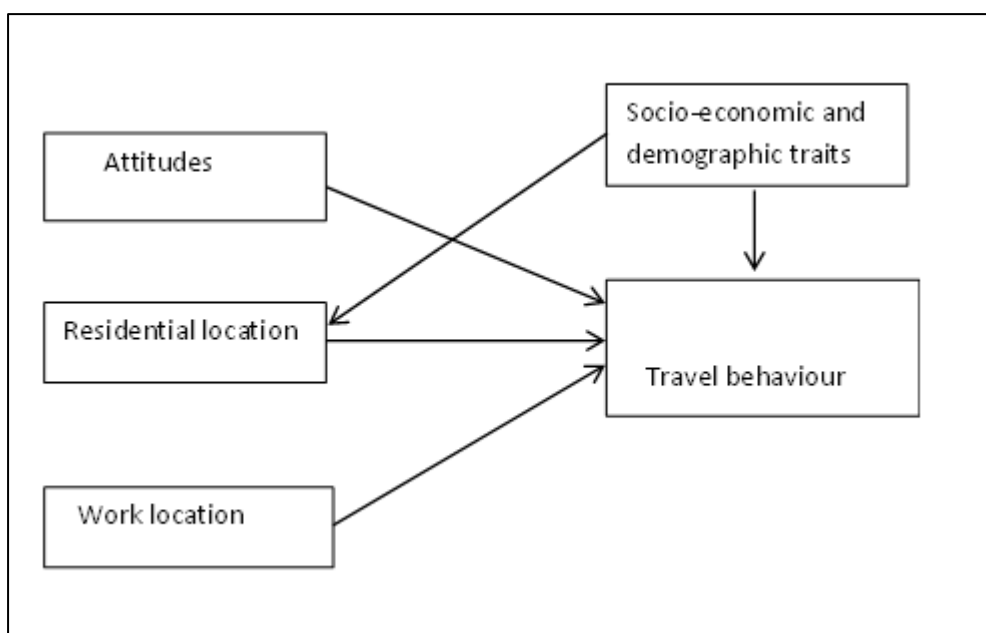 Socio-economic and
demographic traits
Attitudes
Residential location
Travel behaviour
Work location